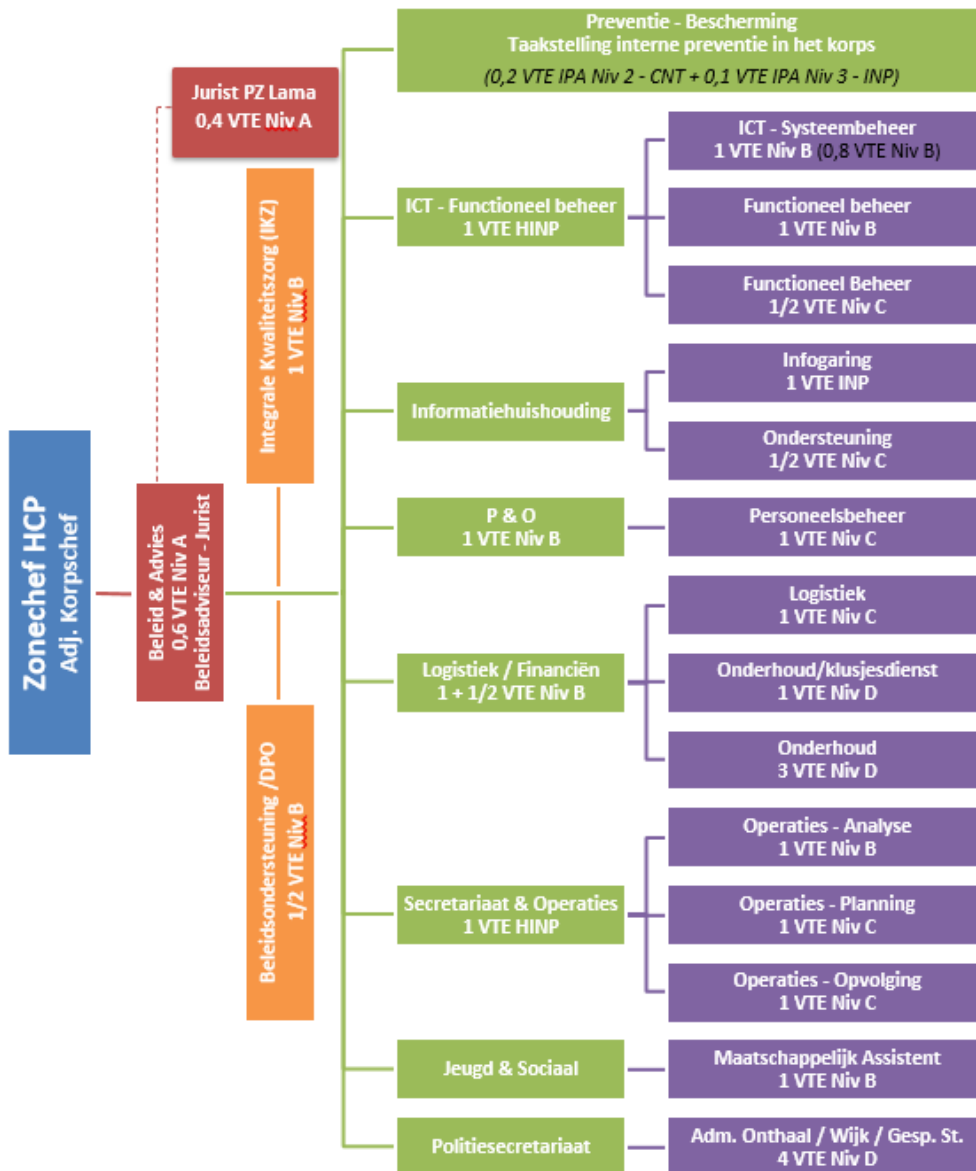 Zonechef HCP
Adj. Korpschef
Beleid & Advies
0,6 VTE Niv A
Beleidsadviseur - Jurist
Jurist PZ Lama
0,4 VTE Niv A
Integrale Kwaliteitszorg (IKZ)
1 VTE Niv B
Beleidsondersteuning /DPO
1/2 VTE Niv B
Preventie - Bescherming
Taakstelling interne preventie in het korps
(0,2 VTE IPA Niv 2 - CNT + 0,1 VTE IPA Niv 3 - INP)
ICT - Functioneel beheer
1 VTE HINP
ICT - Systeembeheer
1 VTE Niv B (0,8 VTE Niv B)
Functioneel beheer
1 VTE Niv B
Functioneel Beheer
1/2 VTE Niv C
Informatiehuishouding
Infogaring
1 VTE INP
Ondersteuning
1/2 VTE Niv C
P & O
1 VTE Niv B
Personeelsbeheer
1 VTE Niv C
Logistiek / Financiën
1 + 1/2 VTE Niv B
Logistiek
1 VTE Niv C
Onderhoud/klusjesdienst
1 VTE Niv D
Onderhoud
3 VTE Niv D
Secretariaat & Operaties
1 VTE HINP
Operaties - Analyse
1 VTE Niv B
Operaties - Planning
1 VTE Niv C
Operaties - Opvolging
1 VTE Niv C
Jeugd & Sociaal
Maatschappelijk Assistent
1 VTE Niv B
Politiesecretariaat
Adm. Onthaal / Wijk / Gesp. St.
4 VTE Niv D